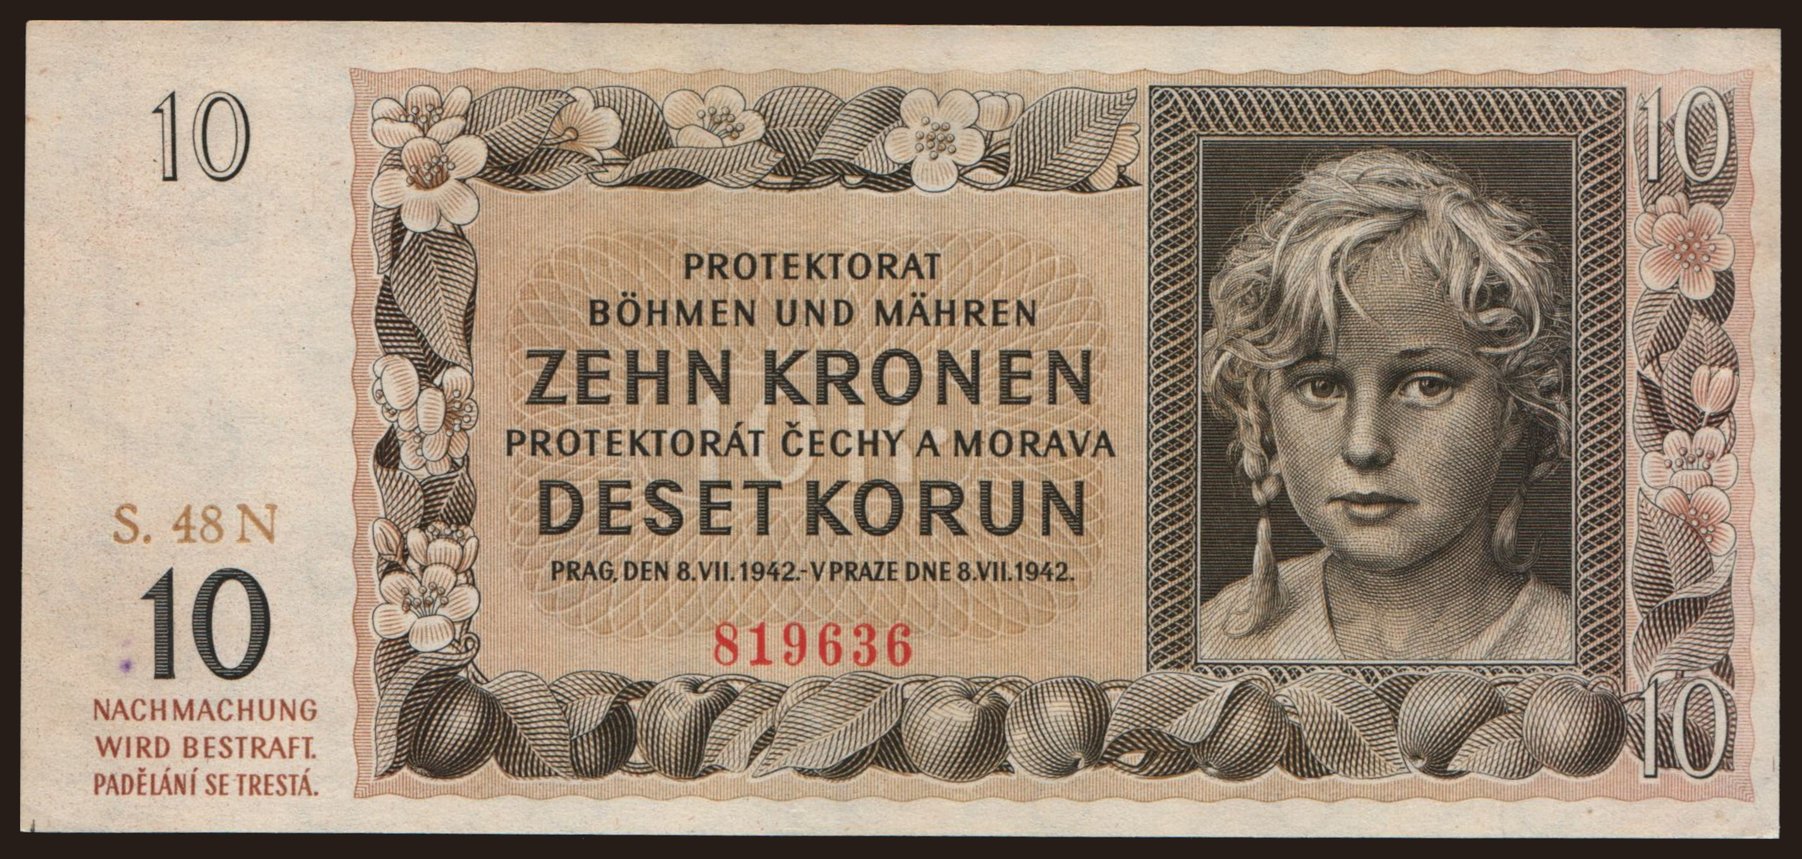 10
10
PROTEKTORAT
BÖHMEN UND MÄHREN
ZEHN KRONEN
PROTEKTORÁT ČECHY A MORAVA
DESET KORUN
PRAG, DEN 8.VII.1942.-V PRAZE DNE 8.VII.1942.
819636
S. 48 N
10
NACHMACHUNG
WIRD BESTRAFT.
PADĚLÁNÍ SE TRESTÁ.
10